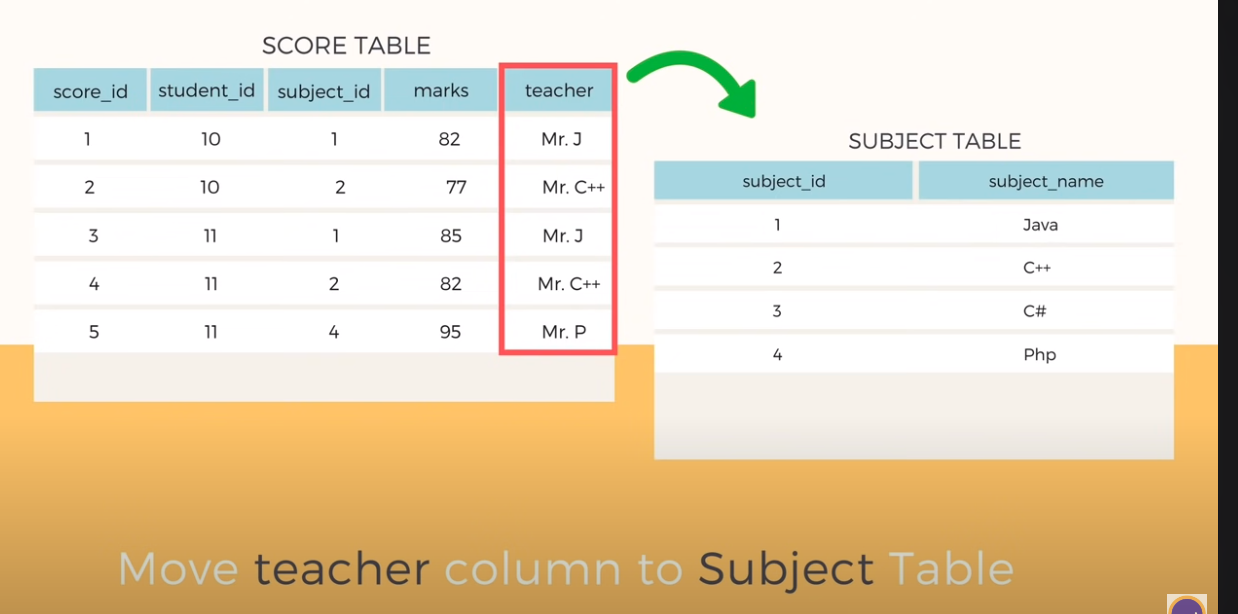 SCORE TABLE
score_id student_id subject_id marks teacher
1 10 1 82 Mr. J
2 10 2 77 Mr. C++
3 11 1 85 Mr. J
4 11 2 82 Mr. C++
5 11 4 95 Mr. P
SUBJECT TABLE
subject_id subject_name
1 Java
2 C++
3 C#
4 Php
Move teacher column to Subject Table